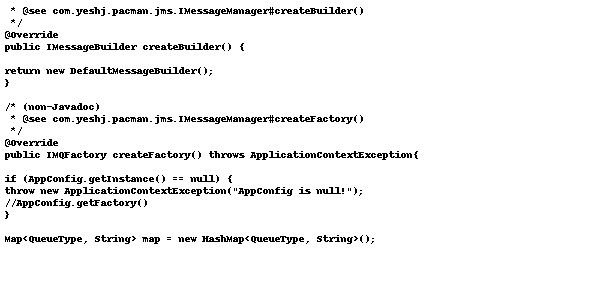 * @see com.yeshj.pacman.jms.IMessageManager#createBuilder()
*/
@Override
public IMessageBuilder createBuilder() {
return new DefaultMessageBuilder();
}
/* (non-Javadoc)
* @see com.yeshj.pacman.jms.IMessageManager#createFactory()
*/
@Override
public IMQFactory createFactory() throws ApplicationContextException{
if (AppConfig.getInstance() == null) {
throw new ApplicationContextException("AppConfig is null!");
//AppConfig.getFactory()
}
Map<QueueType, String> map = new HashMap<QueueType, String>();